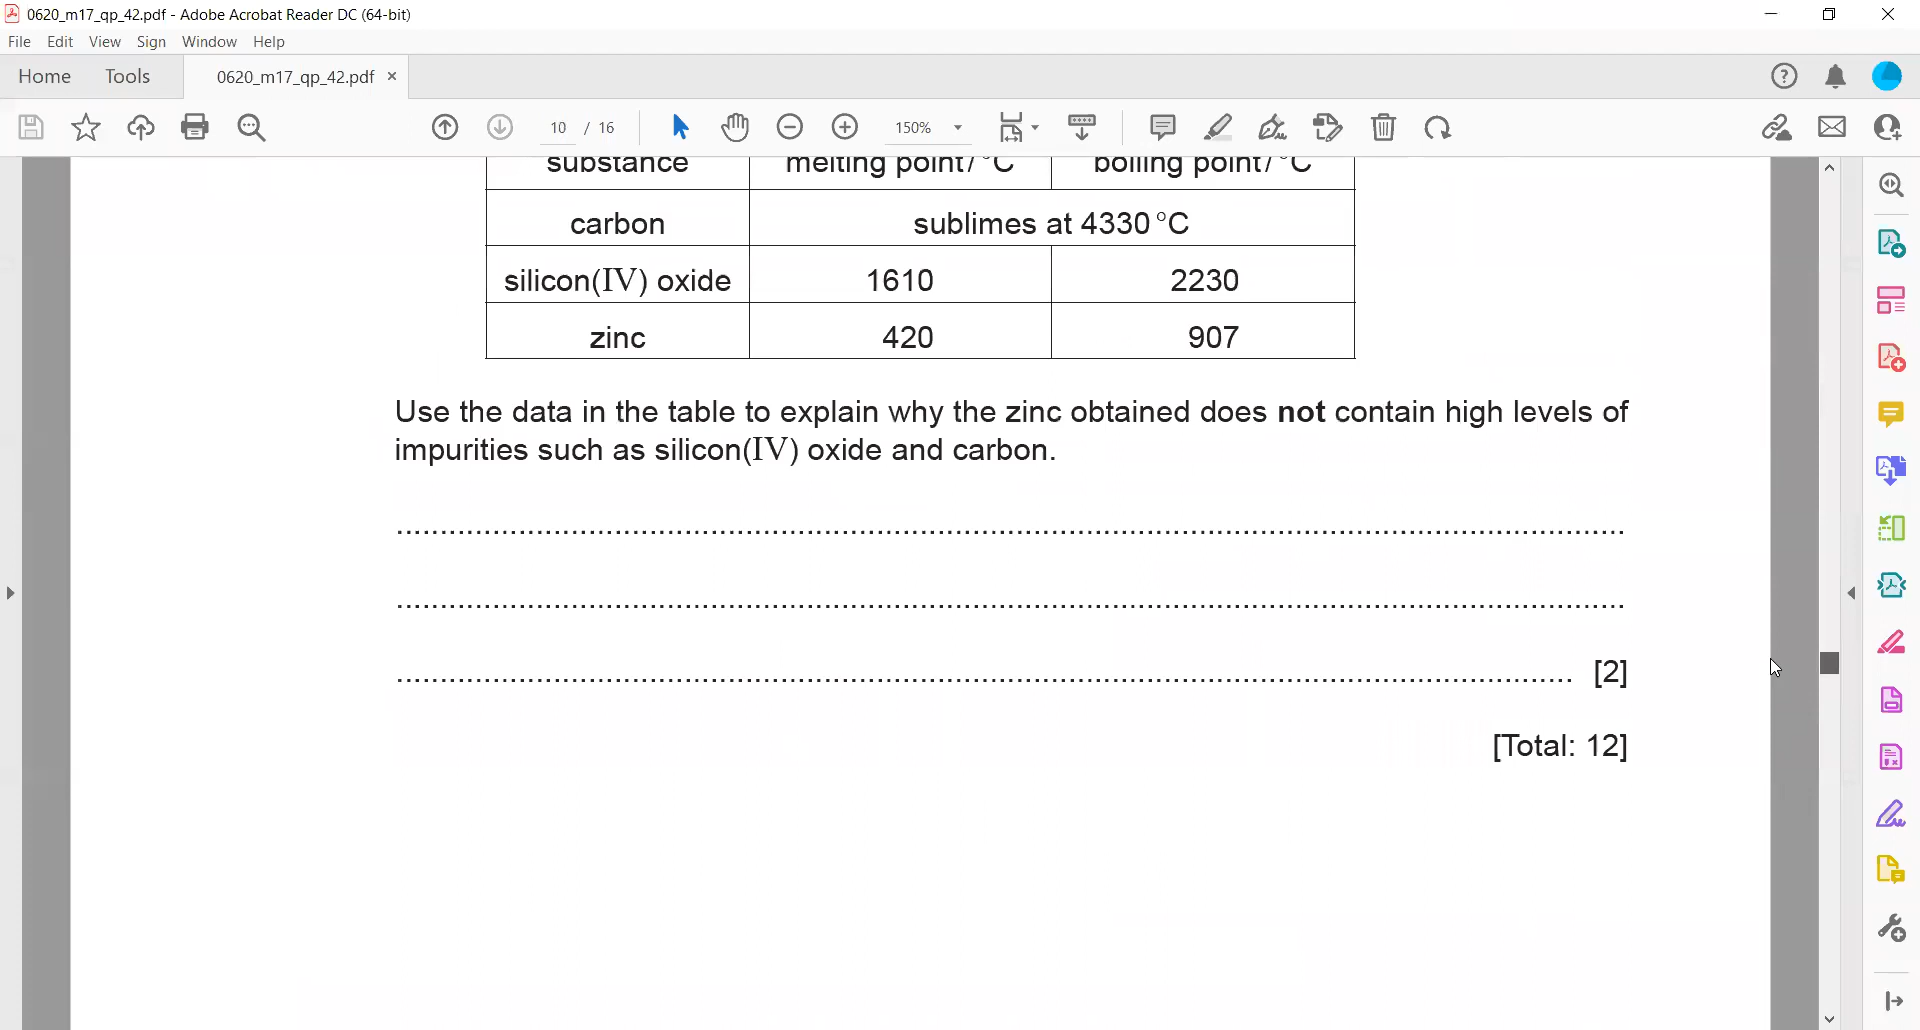 0620_m17_qp_42.pdf - Adobe Acrobat Reader DC (64-bit)
File Edit View Sign Window Help
Home Tools 0620_m17_qp_42.pdf ×
10 / 16 150%
substance melting point/°C boiling point/°C
carbon sublimes at 4330 °C
silicon(IV) oxide 1610 2230
zinc 420 907
Use the data in the table to explain why the zinc obtained does not contain high levels of
impurities such as silicon(IV) oxide and carbon.
[2]
[Total: 12]